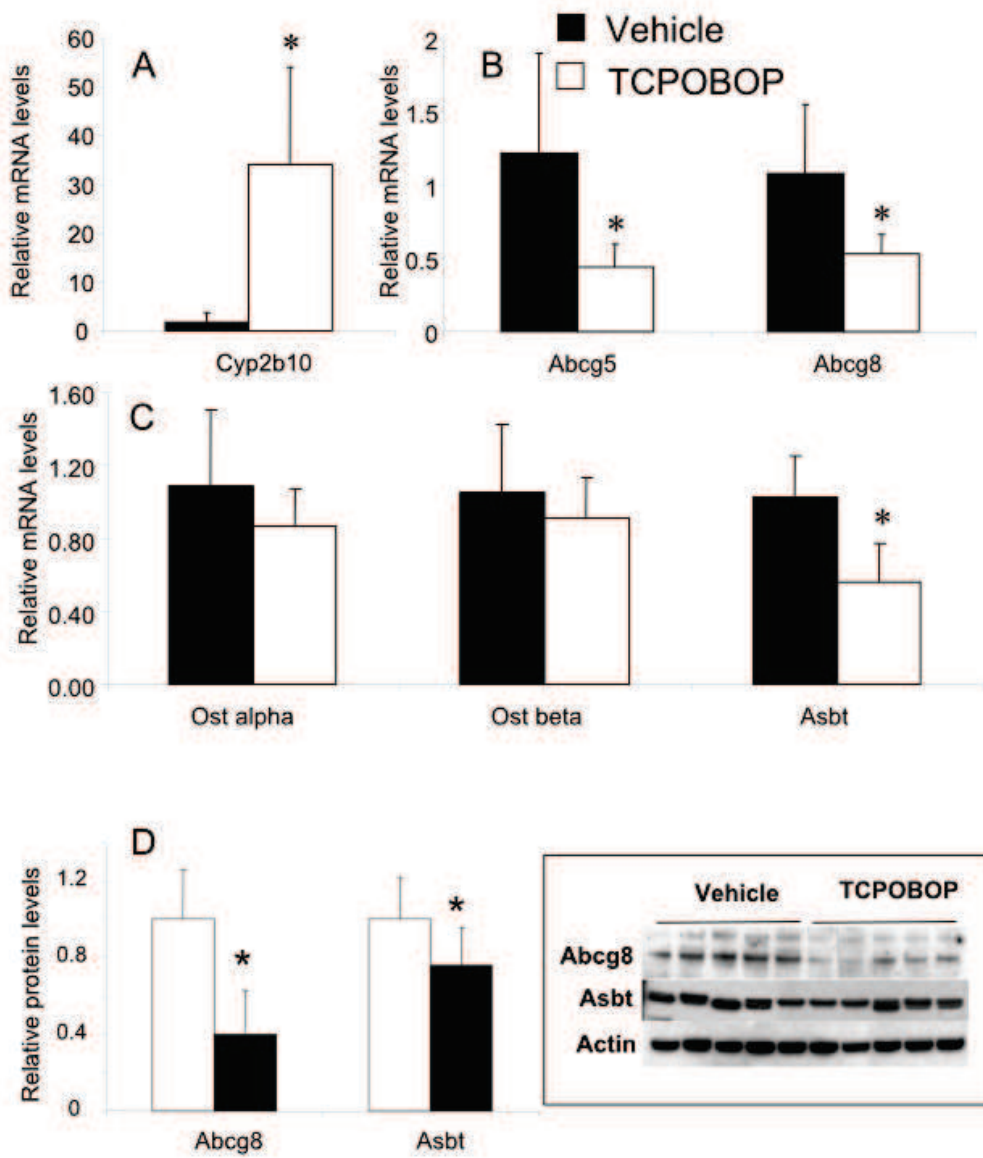 Vehicle
TCPOBOP
A
Relative mRNA levels
60
50
40
30
20
10
0
*
Cyp2b10
B
Relative mRNA levels
2
1.5
1
0.5
0
*
*
Abcg5
Abcg8
C
Relative mRNA levels
1.60
1.20
0.80
0.40
0.00
*
Ost alpha
Ost beta
Asbt
D
Relative protein levels
1.2
0.8
0.4
0
*
*
Abcg8
Asbt
Vehicle TCPOBOP
Abcg8
Asbt
Actin